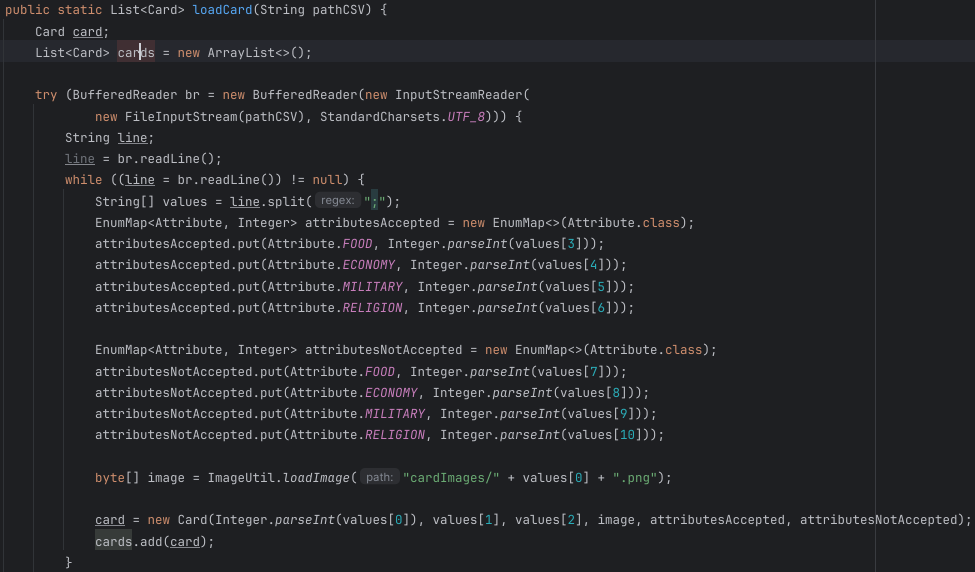 public static List<Card> loadCard(String pathCSV) {
    Card card;
    List<Card> cards = new ArrayList<>();

    try (BufferedReader br = new BufferedReader(new InputStreamReader(
            new FileInputStream(pathCSV), StandardCharsets.UTF_8))) {
        String line;
        line = br.readLine();
        while ((line = br.readLine()) != null) {
            String[] values = line.split( regex: ";");
            EnumMap<Attribute, Integer> attributesAccepted = new EnumMap<>(Attribute.class);
            attributesAccepted.put(Attribute.FOOD, Integer.parseInt(values[3]));
            attributesAccepted.put(Attribute.ECONOMY, Integer.parseInt(values[4]));
            attributesAccepted.put(Attribute.MILITARY, Integer.parseInt(values[5]));
            attributesAccepted.put(Attribute.RELIGION, Integer.parseInt(values[6]));

            EnumMap<Attribute, Integer> attributesNotAccepted = new EnumMap<>(Attribute.class);
            attributesNotAccepted.put(Attribute.FOOD, Integer.parseInt(values[7]));
            attributesNotAccepted.put(Attribute.ECONOMY, Integer.parseInt(values[8]));
            attributesNotAccepted.put(Attribute.MILITARY, Integer.parseInt(values[9]));
            attributesNotAccepted.put(Attribute.RELIGION, Integer.parseInt(values[10]));

            byte[] image = ImageUtil.loadImage( path: "cardImages/" + values[0] + ".png");

            card = new Card(Integer.parseInt(values[0]), values[1], values[2], image, attributesAccepted, attributesNotAccepted);
            cards.add(card);
        }